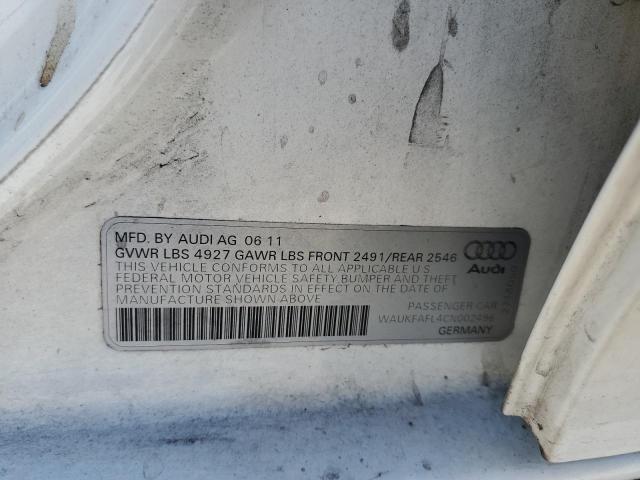 MFD. BY AUDI AG 06 11
GVWR LBS 4927 GAWR LBS FRONT 2491/REAR 2546
THIS VEHICLE CONFORMS TO ALL APPLICABLE U S
FEDERAL MOTOR VEHICLE SAFETY BUMPER AND THEFT
PREVENTION STANDARDS IN EFFECT ON THE DATE OF
MANUFACTURE SHOWN ABOVE
Audi
PASSENGER CAR
WAUKFAFL4CN002496
GERMANY